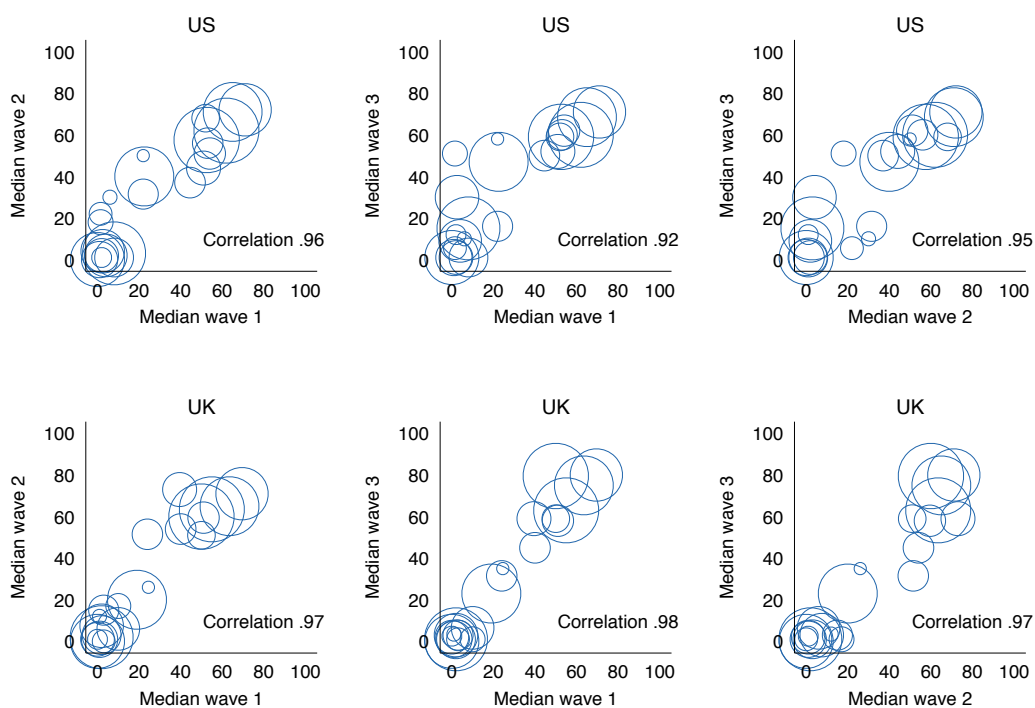 US
100
80
60
40
20
0
Median wave 2
Correlation .96
0 20 40 60 80 100
Median wave 1
US
100
80
60
40
20
0
Median wave 3
Correlation .92
0 20 40 60 80 100
Median wave 1
US
100
80
60
40
20
0
Median wave 3
Correlation .95
0 20 40 60 80 100
Median wave 2
UK
100
80
60
40
20
0
Median wave 2
Correlation .97
0 20 40 60 80 100
Median wave 1
UK
100
80
60
40
20
0
Median wave 3
Correlation .98
0 20 40 60 80 100
Median wave 1
UK
100
80
60
40
20
0
Median wave 3
Correlation .97
0 20 40 60 80 100
Median wave 2